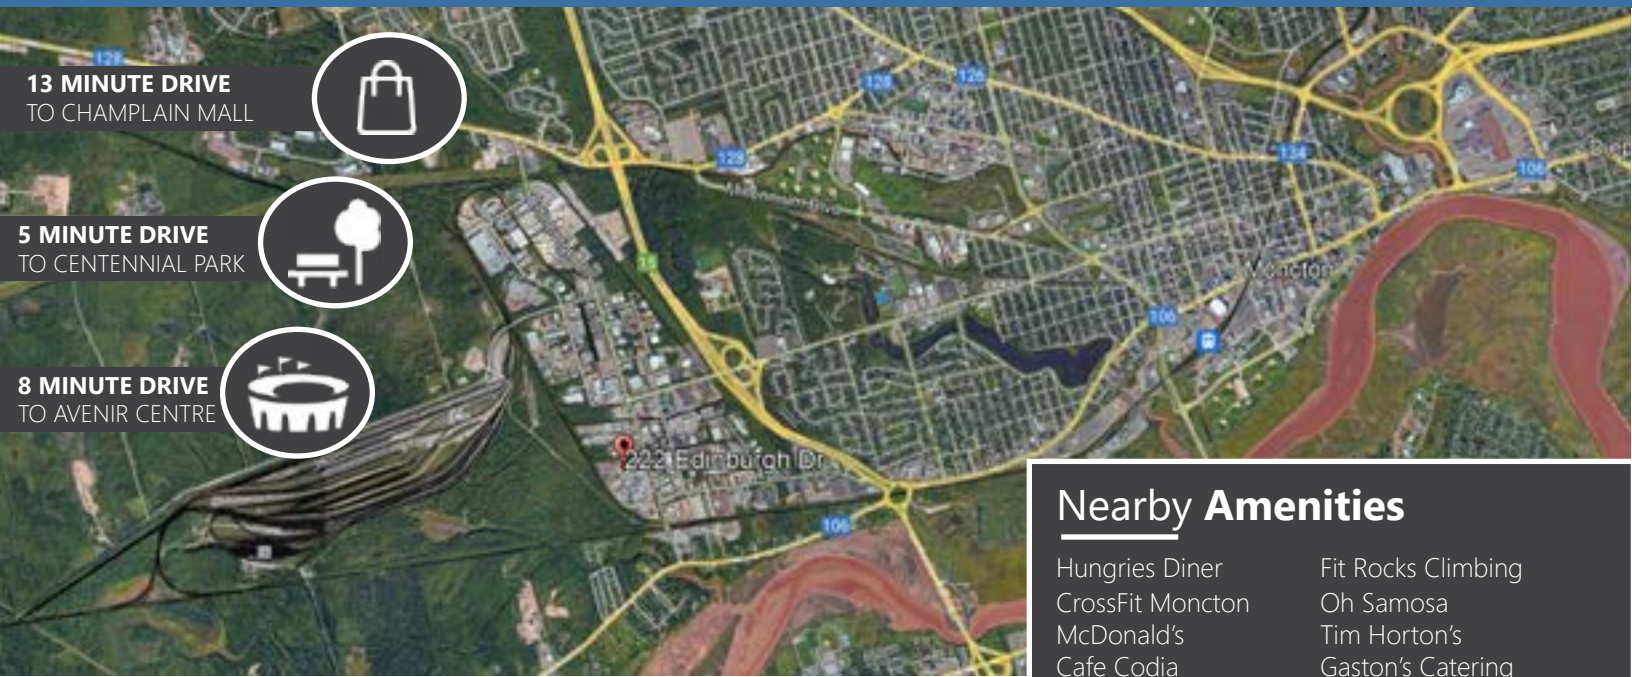 13 MINUTE DRIVE
TO CHAMPLAIN MALL
5 MINUTE DRIVE
TO CENTENNIAL PARK
8 MINUTE DRIVE
TO AVENIR CENTRE
128
128
126
128
134
106
15
Moncton
106
222 Edinburgh Dr
106
Nearby Amenities
Hungries Diner
CrossFit Moncton
McDonald's
Cafe Codia
Fit Rocks Climbing
Oh Samosa
Tim Horton's
Gaston's Catering